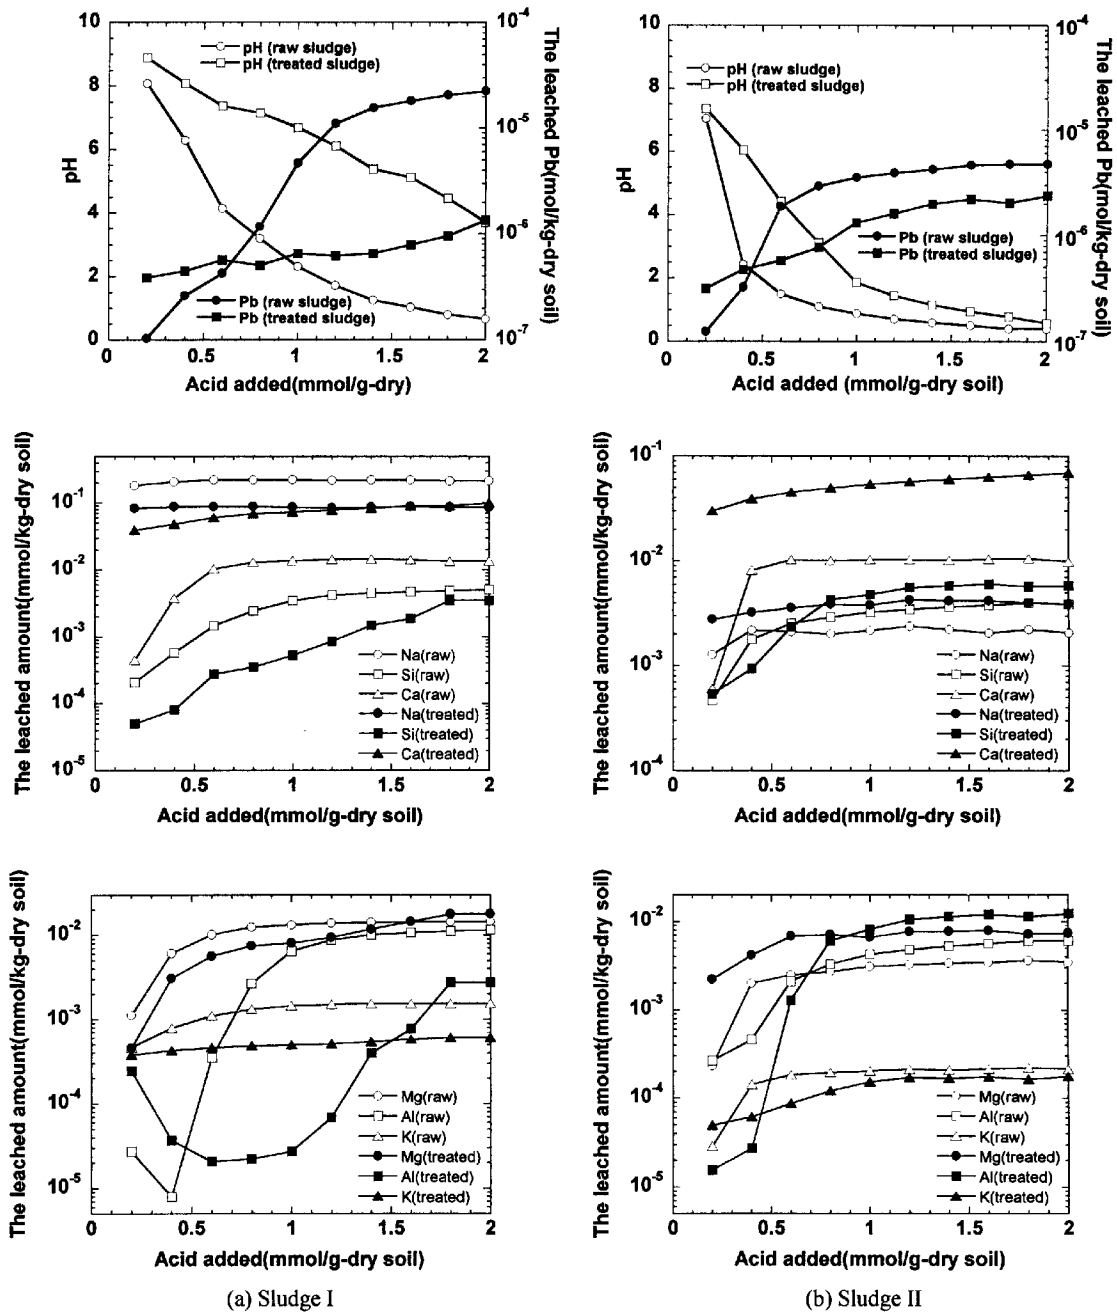 10
8
6
4
2
0
pH
pH (raw sludge)
pH (treated sludge)
Pb (raw sludge)
Pb (treated sludge)
10⁻⁴
10⁻⁵
10⁻⁶
10⁻⁷
The leached Pb(mol/kg-dry soil)
0 0.5 1 1.5 2
Acid added(mmol/g-dry)
10
8
6
4
2
0
pH
pH (raw sludge)
pH (treated sludge)
Pb (raw sludge)
Pb (treated sludge)
10⁻⁴
10⁻⁵
10⁻⁶
10⁻⁷
The leached Pb(mol/kg-dry soil)
0 0.5 1 1.5 2
Acid added (mmol/g-dry soil)
The leached amount(mmol/kg-dry soil)
10⁻¹
10⁻²
10⁻³
10⁻⁴
10⁻⁵
Na(raw)
Si(raw)
Ca(raw)
Na(treated)
Si(treated)
Ca(treated)
0 0.5 1 1.5 2
Acid added(mmol/g-dry soil)
The leached amount(mmol/kg-dry soil)
10⁻¹
10⁻²
10⁻³
10⁻⁴
Na(raw)
Si(raw)
Ca(raw)
Na(treated)
Si(treated)
Ca(treated)
0 0.5 1 1.5 2
Acid added(mmol/g-dry soil)
The leached amount(mmol/kg-dry soil)
10⁻²
10⁻³
10⁻⁴
10⁻⁵
Mg(raw)
Al(raw)
K(raw)
Mg(treated)
Al(treated)
K(treated)
0 0.5 1 1.5 2
Acid added(mmol/g-dry soil)
The leached amount(mmol/kg-dry soil)
10⁻²
10⁻³
10⁻⁴
10⁻⁵
Mg(raw)
Al(raw)
K(raw)
Mg(treated)
Al(treated)
K(treated)
0 0.5 1 1.5 2
Acid added(mmol/g-dry soil)
(a) Sludge I
(b) Sludge II